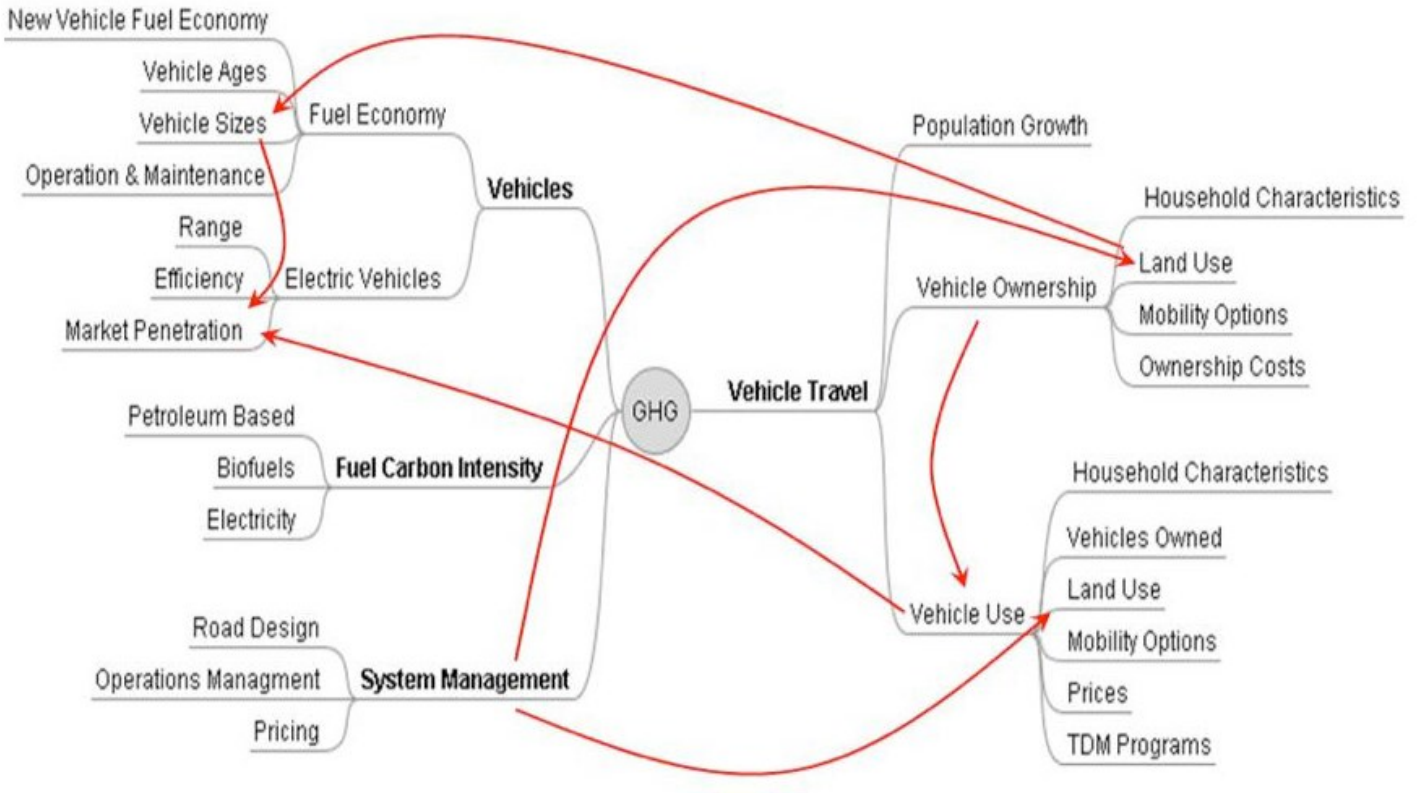 New Vehicle Fuel Economy
Vehicle Ages
Vehicle Sizes
Operation & Maintenance
Fuel Economy
Range
Efficiency
Market Penetration
Electric Vehicles
Vehicles
Petroleum Based
Biofuels
Electricity
Fuel Carbon Intensity
Road Design
Operations Managment
Pricing
System Management
GHG
Vehicle Travel
Population Growth
Vehicle Ownership
Household Characteristics
Land Use
Mobility Options
Ownership Costs
Vehicle Use
Household Characteristics
Vehicles Owned
Land Use
Mobility Options
Prices
TDM Programs